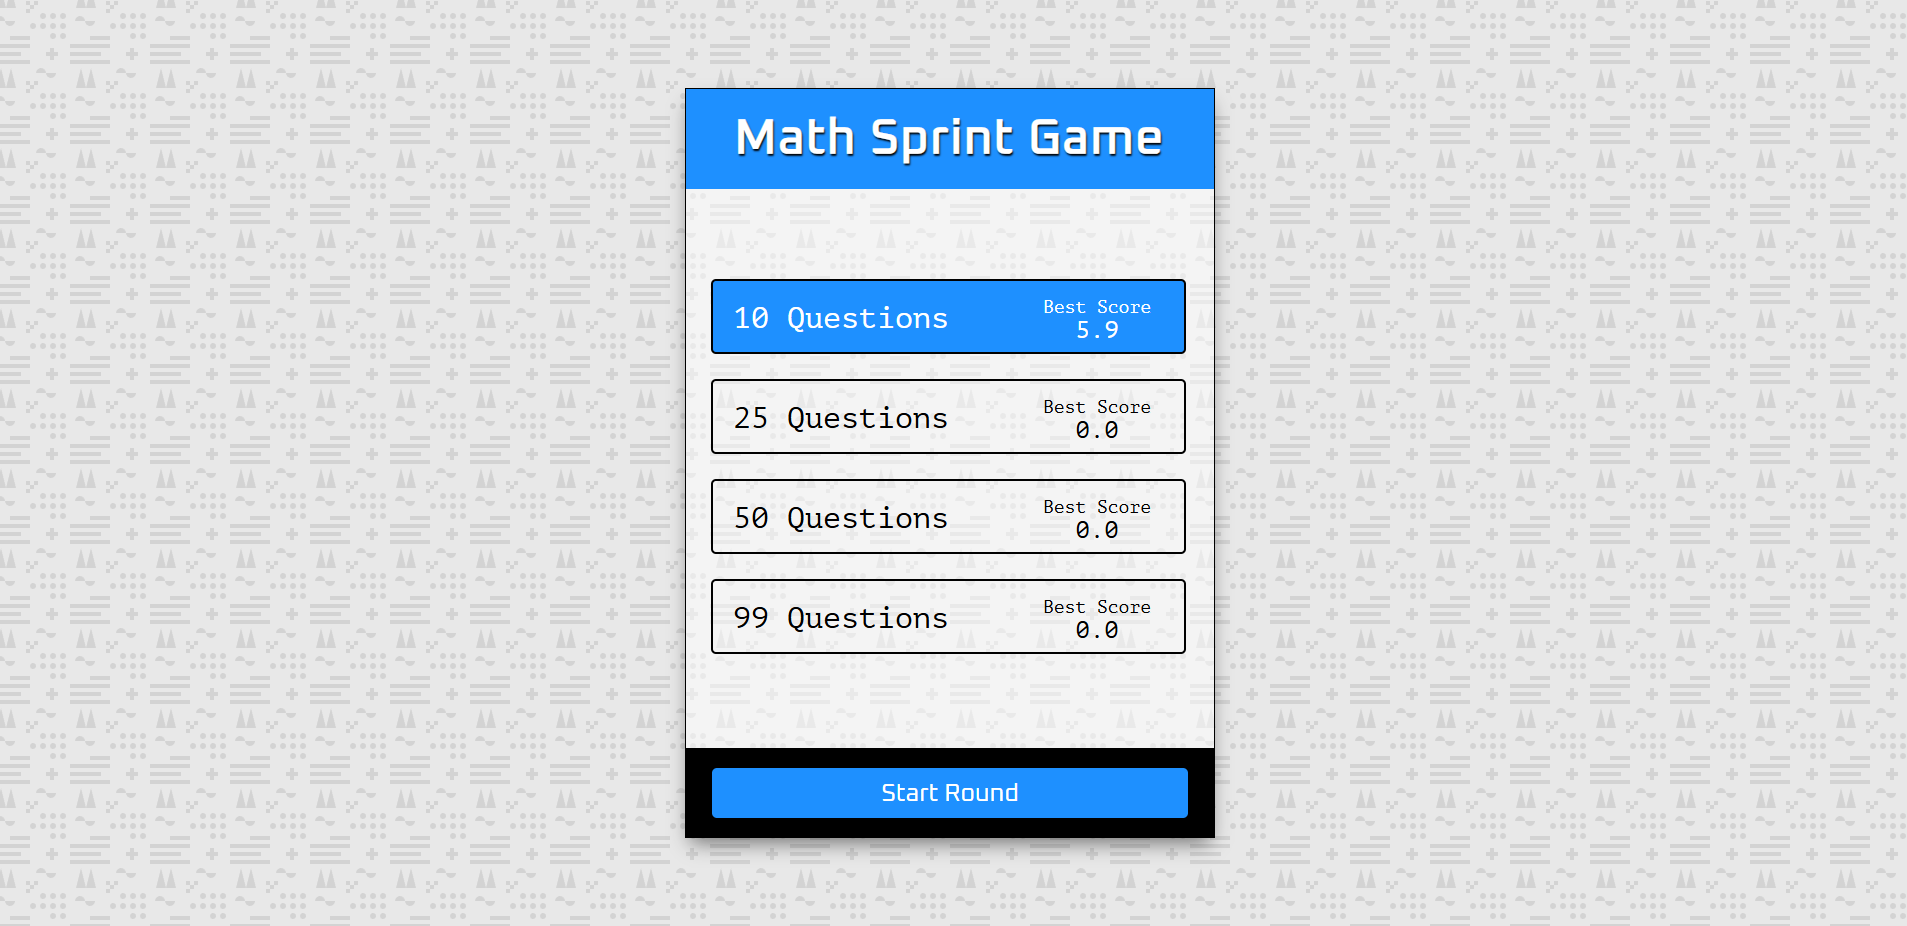 Math Sprint Game
10 Questions
Best Score
5.9
25 Questions
Best Score
0.0
50 Questions
Best Score
0.0
99 Questions
Best Score
0.0
Start Round